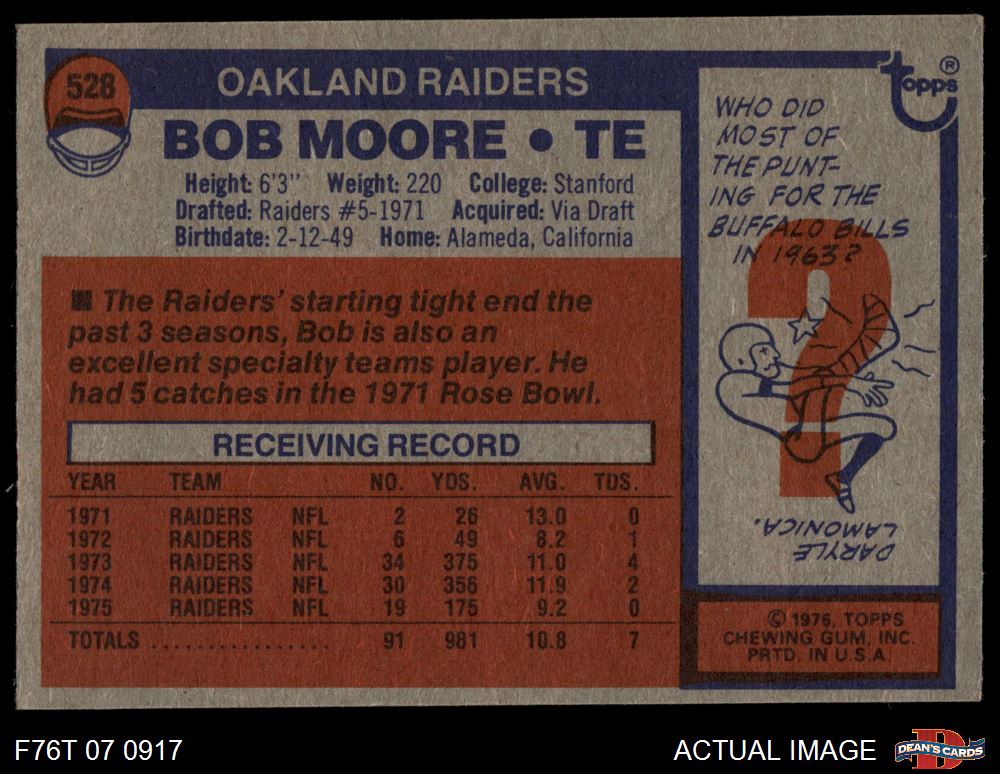 528
OAKLAND RAIDERS
BOB MOORE • TE
Height: 6'3" Weight: 220 College: Stanford
Drafted: Raiders #5-1971 Acquired: Via Draft
Birthdate: 2-12-49 Home: Alameda, California
■ The Raiders' starting tight end the
past 3 seasons, Bob is also an
excellent specialty teams player. He
had 5 catches in the 1971 Rose Bowl.
RECEIVING RECORD
YEAR TEAM NO. YDS. AVG. TDS.
1971 RAIDERS NFL 2 26 13.0 0
1972 RAIDERS NFL 6 49 8.2 1
1973 RAIDERS NFL 34 375 11.0 4
1974 RAIDERS NFL 30 356 11.9 2
1975 RAIDERS NFL 19 175 9.2 0
TOTALS ................. 91 981 10.8 7
topps ®
WHO DID
MOST OF
THE PUNT-
ING FOR THE
BUFFALO BILLS
IN 1963?
?
DARYLE
LAMONICA.
© 1976, TOPPS
CHEWING GUM, INC.
PRTD. IN U.S.A
F76T 07 0917
ACTUAL IMAGE
D
DEAN'S CARDS